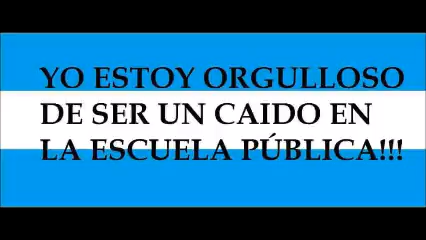 YO ESTOY ORGULLOSO
DE SER UN CAIDO EN
LA ESCUELA PÚBLICA!!!